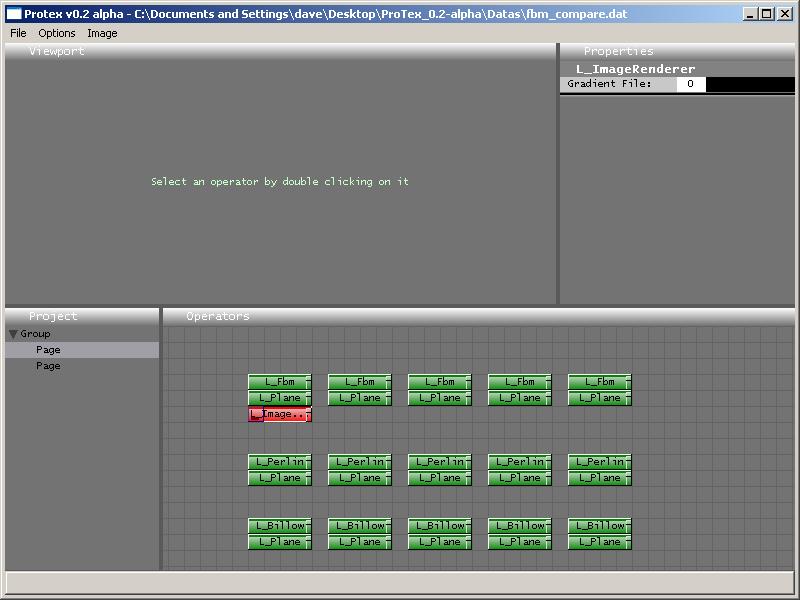 Protex v0.2 alpha - C:\Documents and Settings\dave\Desktop\ProTex_0.2-alpha\Datas\fbm_compare.dat
File Options Image
Viewport
Select an operator by double clicking on it
Properties
L_ImageRenderer
Gradient File: 0
Project
Group
Page
Page
Operators
L_Fbm L_Fbm L_Fbm L_Fbm L_Fbm
L_Plane L_Plane L_Plane L_Plane L_Plane
L_Image..
L_Perlin L_Perlin L_Perlin L_Perlin L_Perlin
L_Plane L_Plane L_Plane L_Plane L_Plane
L_Billow L_Billow L_Billow L_Billow L_Billow
L_Plane L_Plane L_Plane L_Plane L_Plane